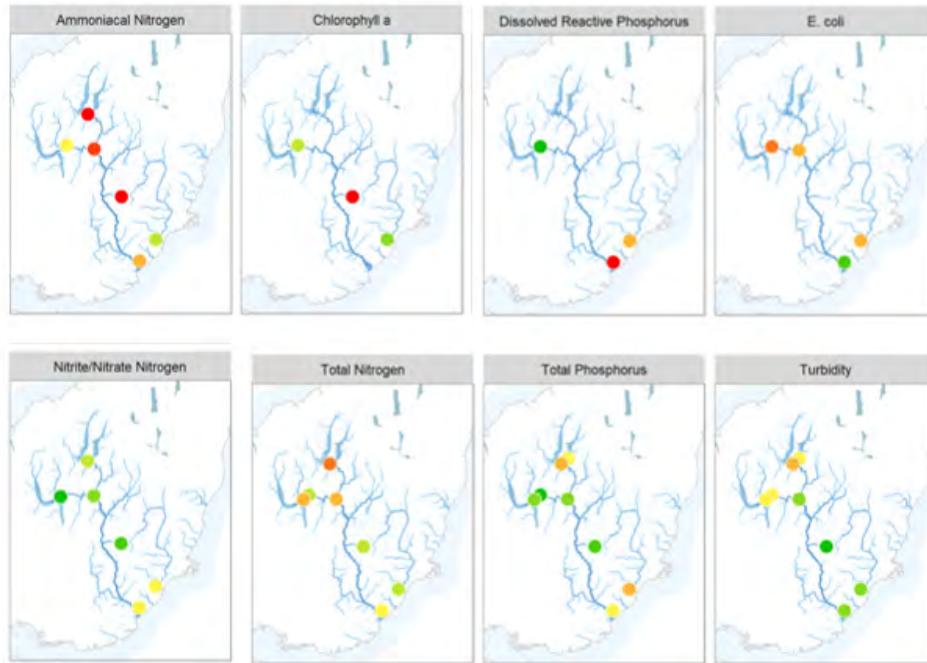 Ammoniacal Nitrogen
Chlorophyll a
Dissolved Reactive Phosphorus
E. coli
Nitrite/Nitrate Nitrogen
Total Nitrogen
Total Phosphorus
Turbidity